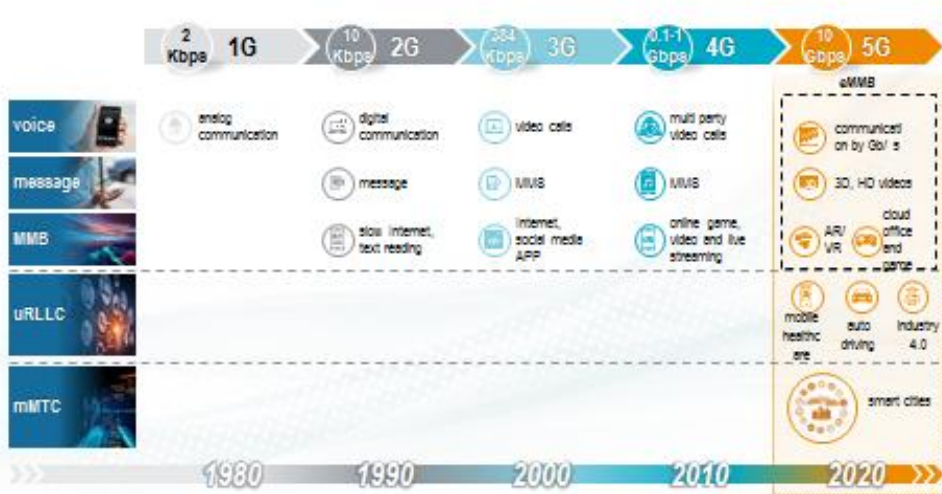 2 Kbps 1G
10 Kbps 2G
384 Kbps 3G
0.1-1 Gbps 4G
10 Gbps 5G
eMMB
voice
analog
communication
digital
communication
video calls
multi party
video calls
communicati
on by Gb/ s
message
message
MMS
MMS
3D, HD videos
MMB
slow internet,
text reading
Internet,
social media
APP
online game,
video and live
streaming
AR/
VR
cloud
office
and
game
uRLLC
mobile
healthc
are
auto
driving
industry
4.0
mMTC
smart cities
1980
1990
2000
2010
2020